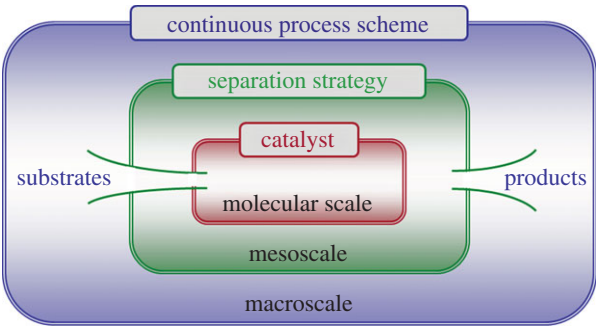 continuous process scheme
separation strategy
catalyst
substrates
products
molecular scale
mesoscale
macroscale